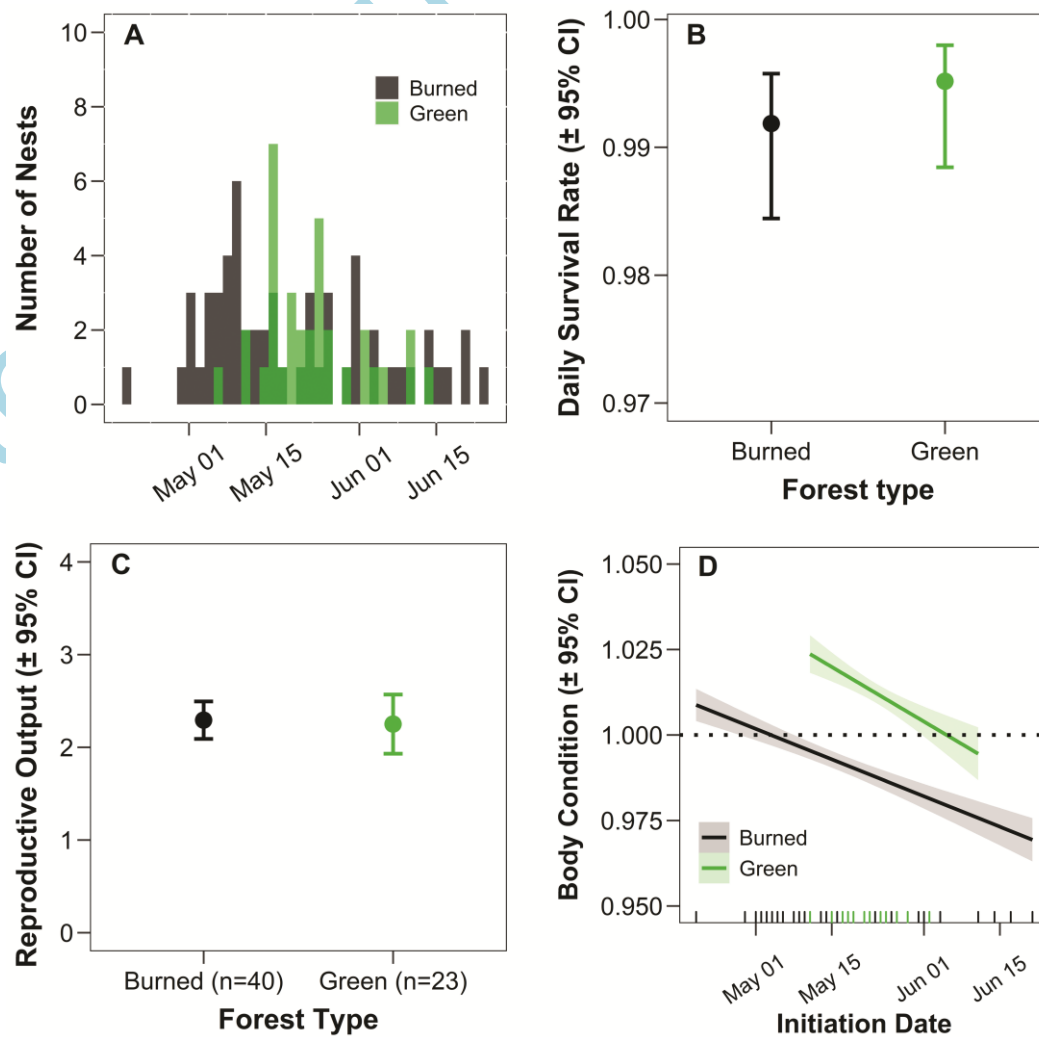 A
Burned
Green
10
8
6
4
2
0
Number of Nests
May 01
May 15
Jun 01
Jun 15
B
1.00
0.99
0.98
0.97
Daily Survival Rate (± 95% CI)
Burned
Green
Forest type
C
4
3
2
1
0
Reproductive Output (± 95% CI)
Burned (n=40)
Green (n=23)
Forest Type
D
1.050
1.025
1.000
0.975
0.950
Body Condition (± 95% CI)
Burned
Green
May 01
May 15
Jun 01
Jun 15
Initiation Date